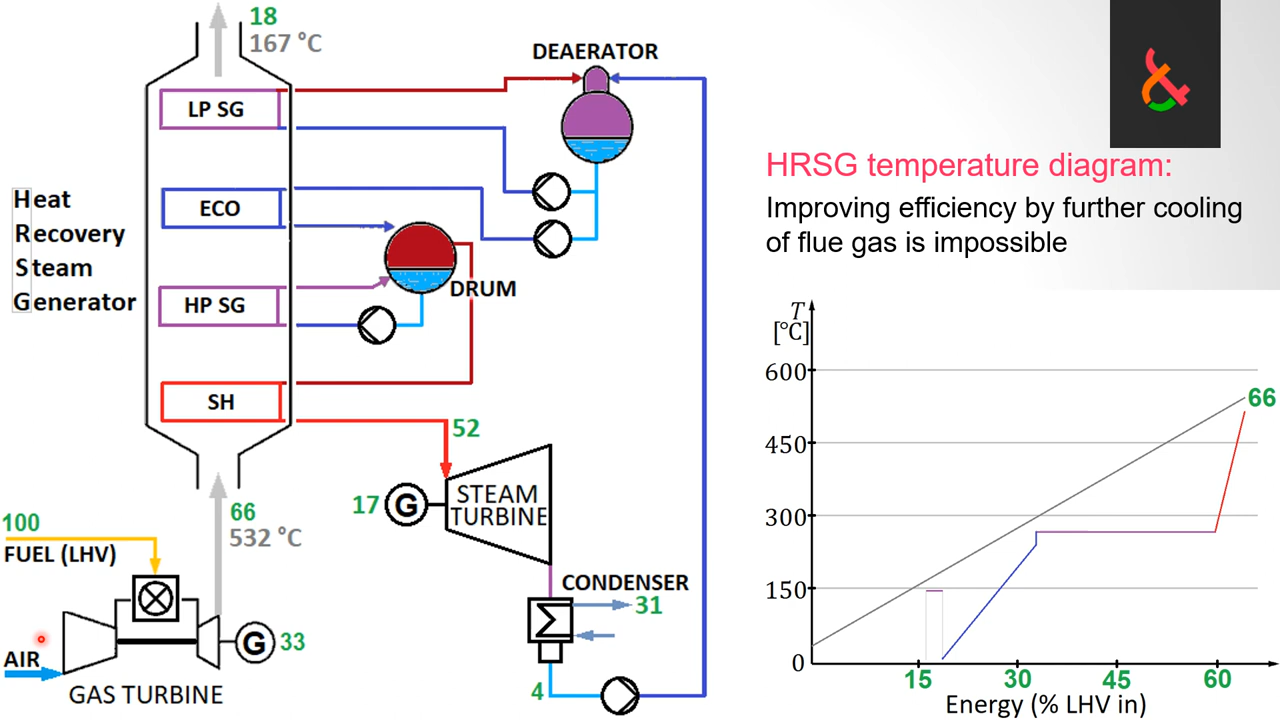 18
167 °C
DEAERATOR
LP SG
HRSG temperature diagram:
Improving efficiency by further cooling
of flue gas is impossible
Heat
Recovery
Steam
Generator
ECO
HP SG
DRUM
SH
52
17
G
STEAM
TURBINE
66
532 °C
100
FUEL (LHV)
G
33
AIR
GAS TURBINE
CONDENSER
31
Σ
4
T
[°C]
600
450
300
150
0
66
15
30
45
60
Energy (% LHV in)